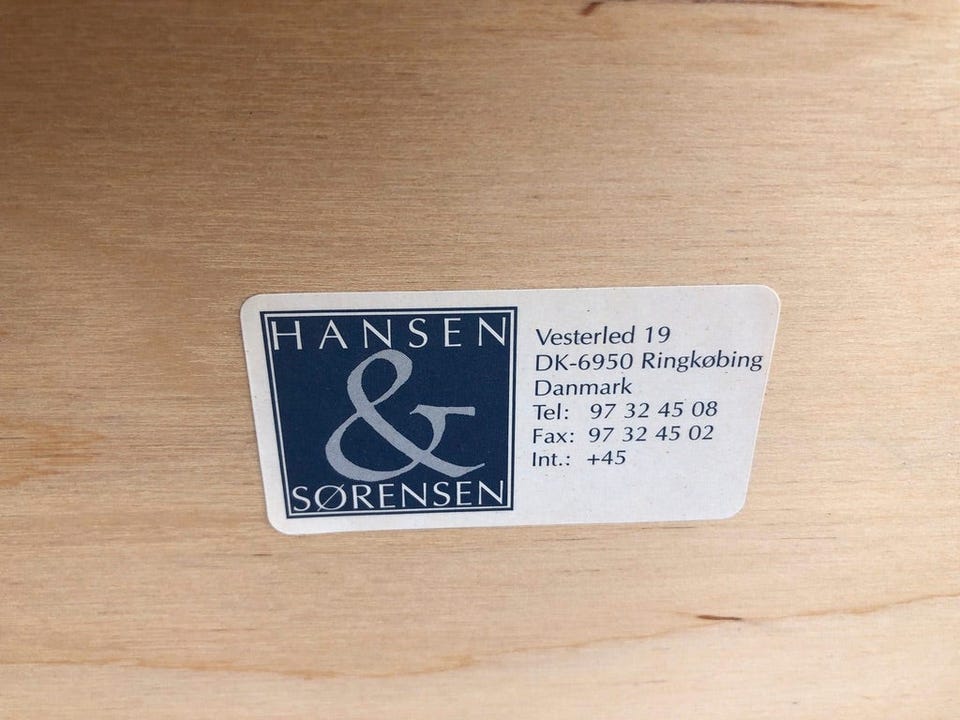 HANSEN
&
SØRENSEN
Vesterled 19
DK-6950 Ringkøbing
Danmark
Tel: 97 32 45 08
Fax: 97 32 45 02
Int.: +45